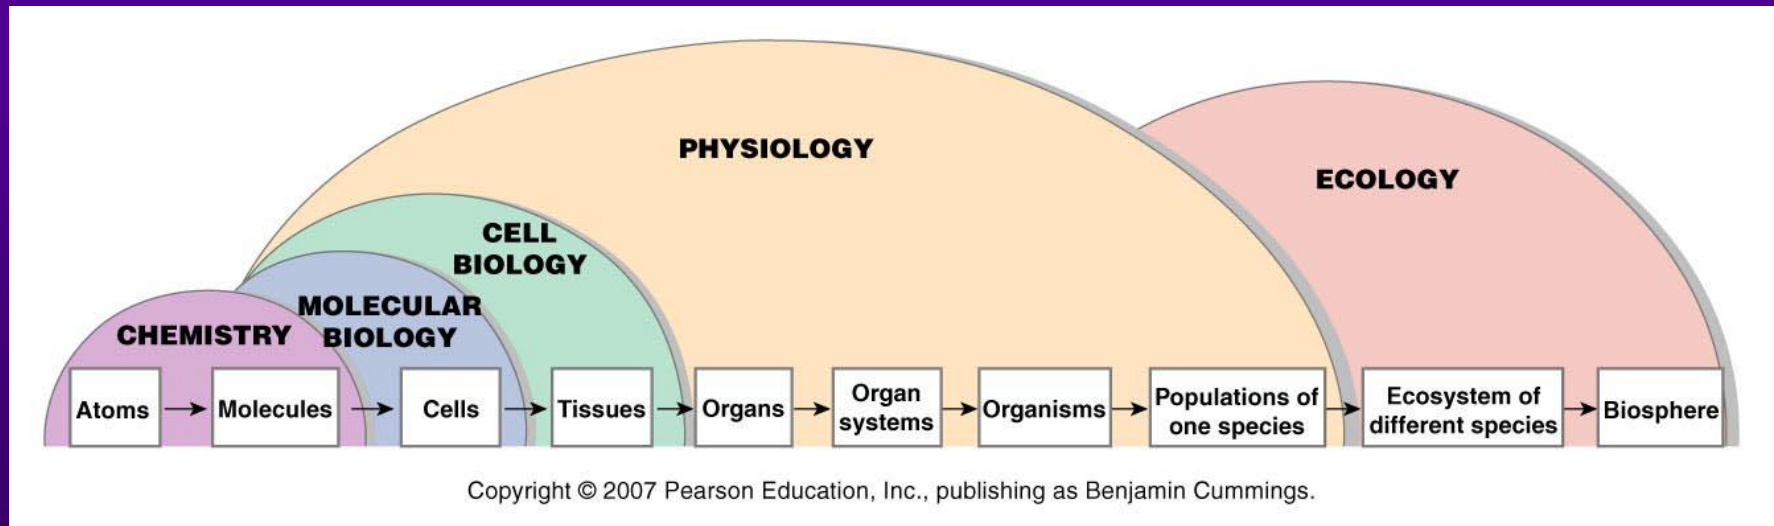 PHYSIOLOGY
ECOLOGY
CELL
BIOLOGY
MOLECULAR
BIOLOGY
CHEMISTRY
Atoms
Molecules
Cells
Tissues
Organs
Organ
systems
Organisms
Populations of
one species
Ecosystem of
different species
Biosphere
Copyright © 2007 Pearson Education, Inc., publishing as Benjamin Cummings.